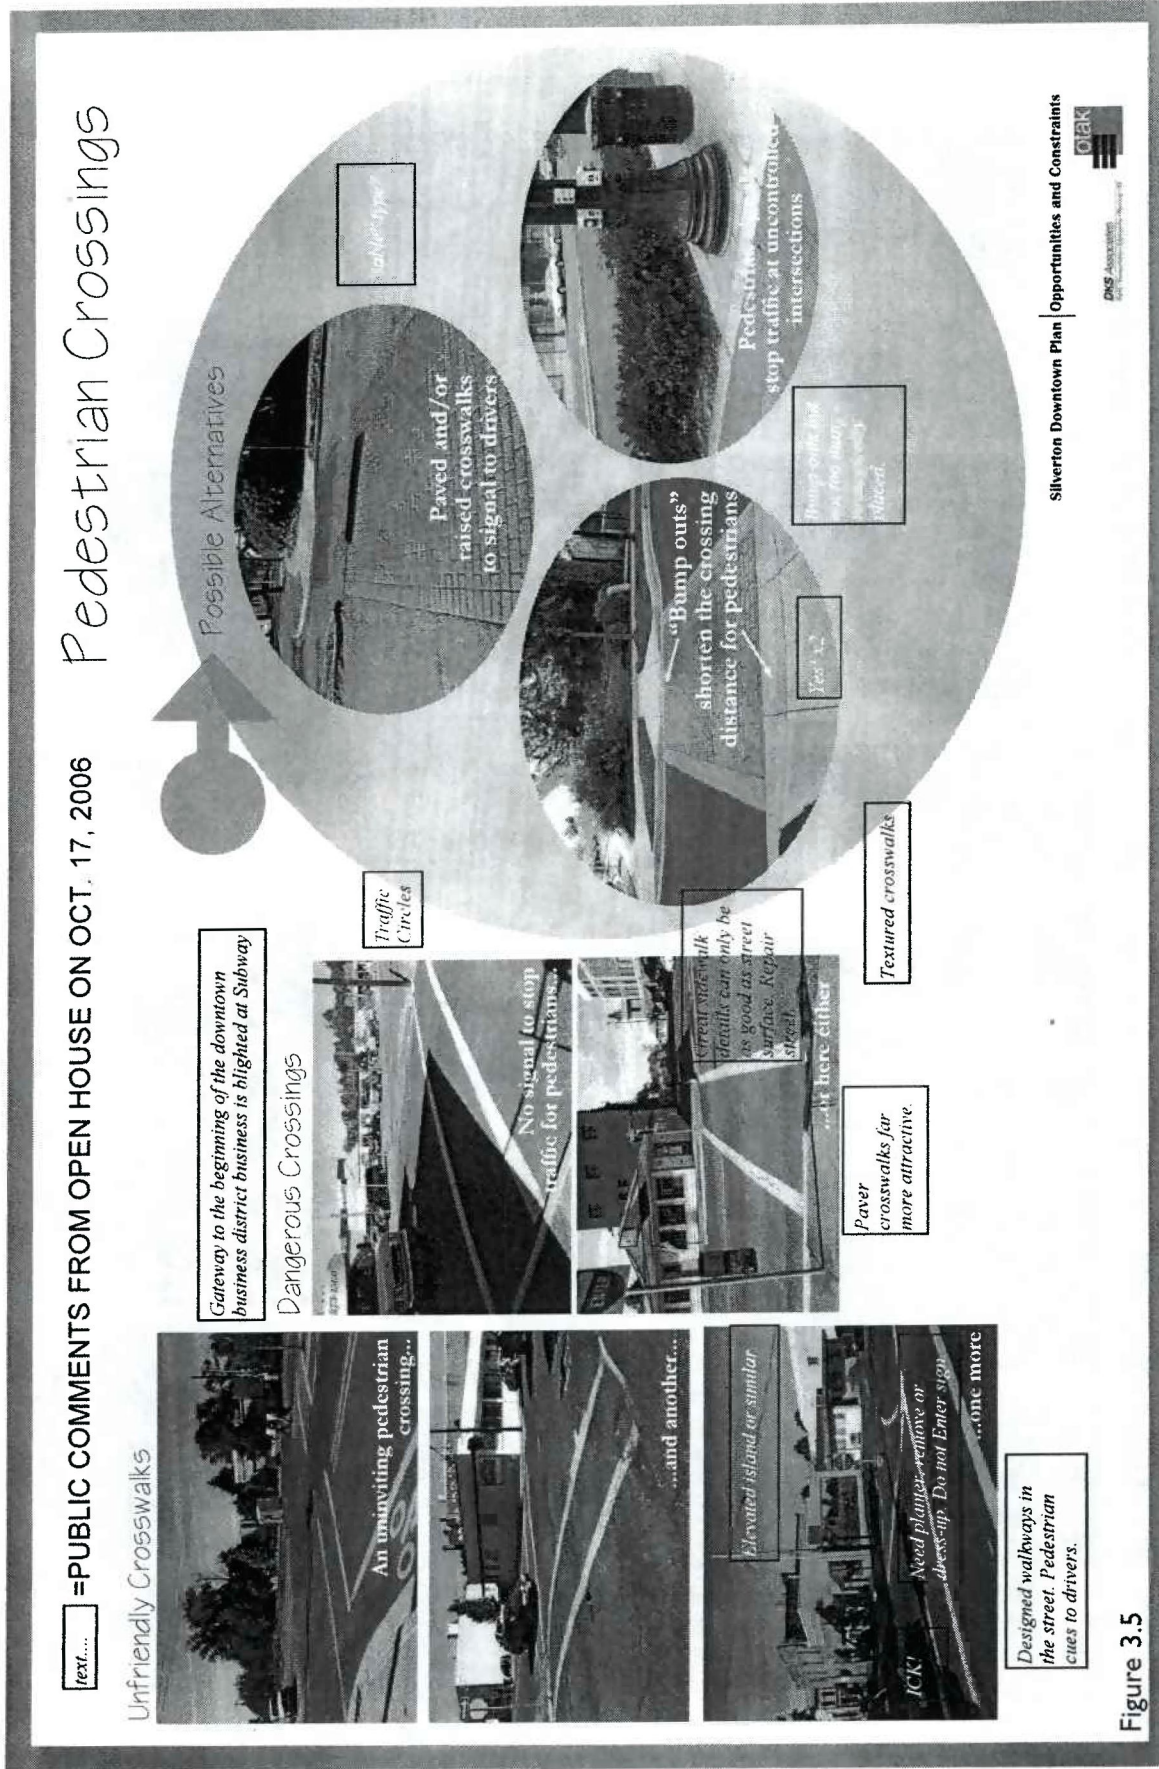 text....
=PUBLIC COMMENTS FROM OPEN HOUSE ON OCT. 17, 2006
Pedestrian Crossings
Unfriendly Crosswalks
An uninviting pedestrian
crossing...
...and another...
Elevated island or similar
Need planter, remove or
dress-up. Do not Enter sign
ICK!
...one more
Designed walkways in
the street. Pedestrian
cues to drivers.
Gateway to the beginning of the downtown
business district business is blighted at Subway
Dangerous Crossings
No signal to stop
traffic for pedestrians...
Great sidewalk
details can only be
as good as street
surface. Repair
street!
...or here either
Paver
crosswalks far
more attractive.
Traffic
Circles
Textured crosswalks
Possible Alternatives
Paved and/or
raised crosswalks
to signal to drivers
"Bump outs"
shorten the crossing
distance for pedestrians
Yes! x2
stop traffic at uncontrolled
intersections
placed.
Silverton Downtown Plan | Opportunities and Constraints
DKS Associates
otak
Figure 3.5